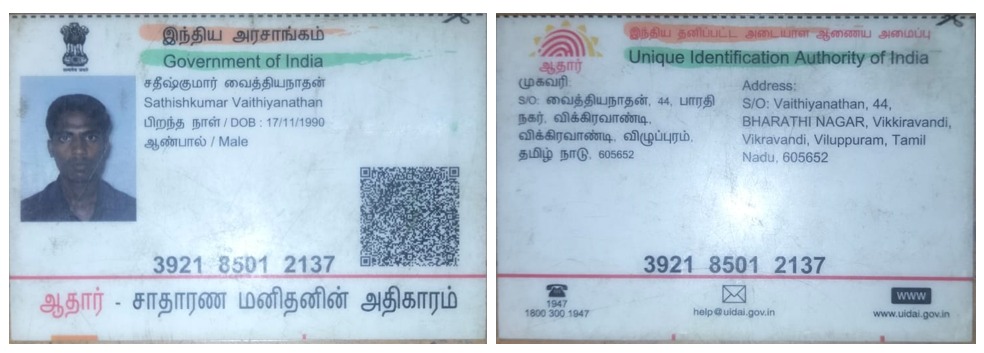 இந்திய அரசாங்கம்
Government of India
சதீஷ்குமார் வைத்தியநாதன்
Sathishkumar Vaithiyanathan
பிறந்த நாள் / DOB : 17/11/1990
ஆண்பால் / Male
3921 8501 2137
ஆதார் - சாதாரண மனிதனின் அதிகாரம்
இந்திய தனிப்பட்ட அடையாள ஆணைய அமைப்பு
Unique Identification Authority of India
ஆதார்
முகவரி:
S/O: வைத்தியநாதன், 44, பாரதி
நகர், விக்கிரவாண்டி,
விக்கிரவாண்டி, விழுப்புரம்,
தமிழ் நாடு, 605652
Address:
S/O: Vaithiyanathan, 44,
BHARATHI NAGAR, Vikkiravandi,
Vikravandi, Viluppuram, Tamil
Nadu, 605652
3921 8501 2137
1947
1800 300 1947
help@uidai.gov.in
www
www.uidai.gov.in